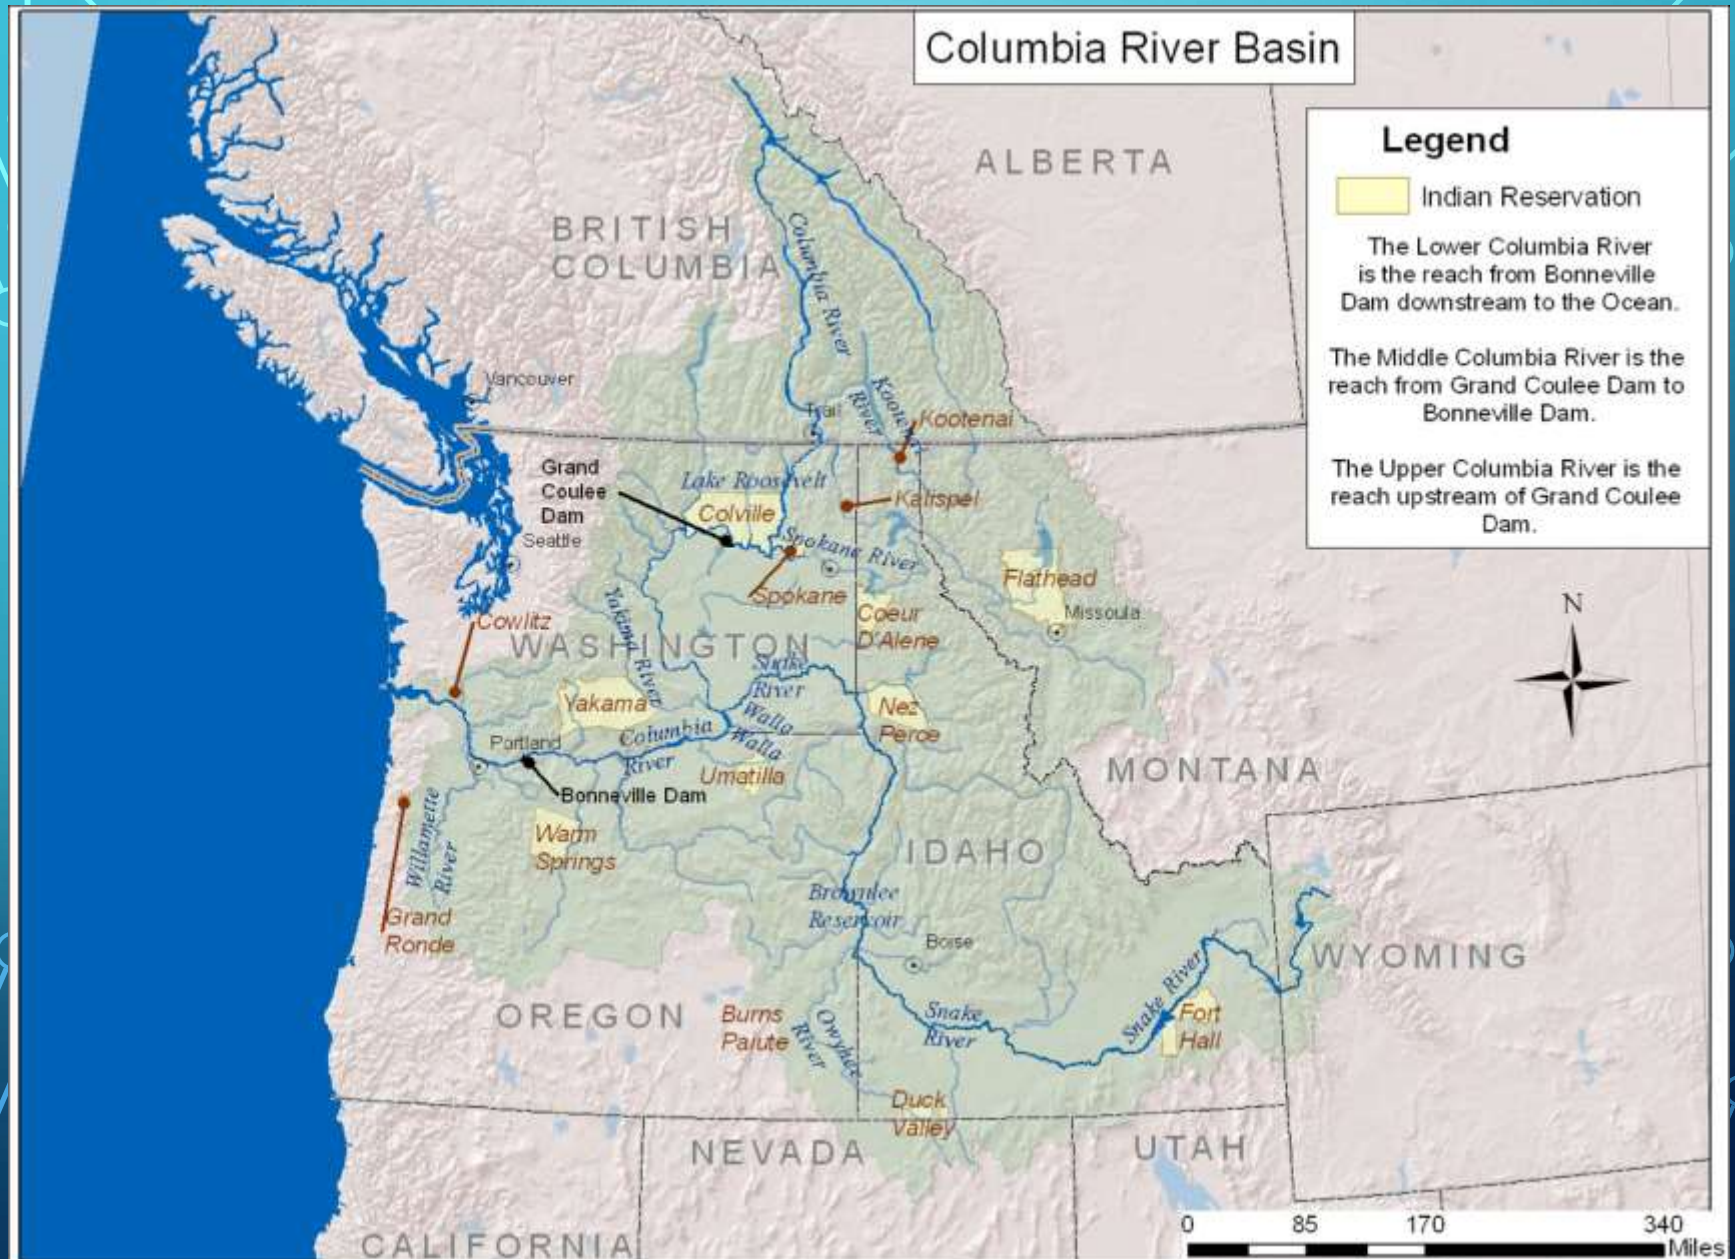 Columbia River Basin
Legend
Indian Reservation
The Lower Columbia River
is the reach from Bonneville
Dam downstream to the Ocean.
The Middle Columbia River is the
reach from Grand Coulee Dam to
Bonneville Dam.
The Upper Columbia River is the
reach upstream of Grand Coulee
Dam.
ALBERTA
BRITISH
COLUMBIA
Columbia River
Vancouver
Trail
Kootenai
River
Kootenai
Grand
Coulee
Dam
Lake Roosevelt
Kalispel
Colville
Seattle
Spokane River
Flathead
Spokane
Coeur
D'Alene
Missoula
Cowlitz
Yakima River
WASHINGTON
Snake
River
Yakama
Nez
Perce
Walla
Walla
Columbia
River
Portland
Umatilla
Bonneville Dam
MONTANA
N
Warm
Springs
Willamette
River
IDAHO
Brownlee
Reservoir
Grand
Ronde
Boise
WYOMING
OREGON
Burns
Paiute
Owyhee
River
Snake
River
Snake River
Fort
Hall
Duck
Valley
NEVADA
UTAH
CALIFORNIA
0 85 170 340
Miles